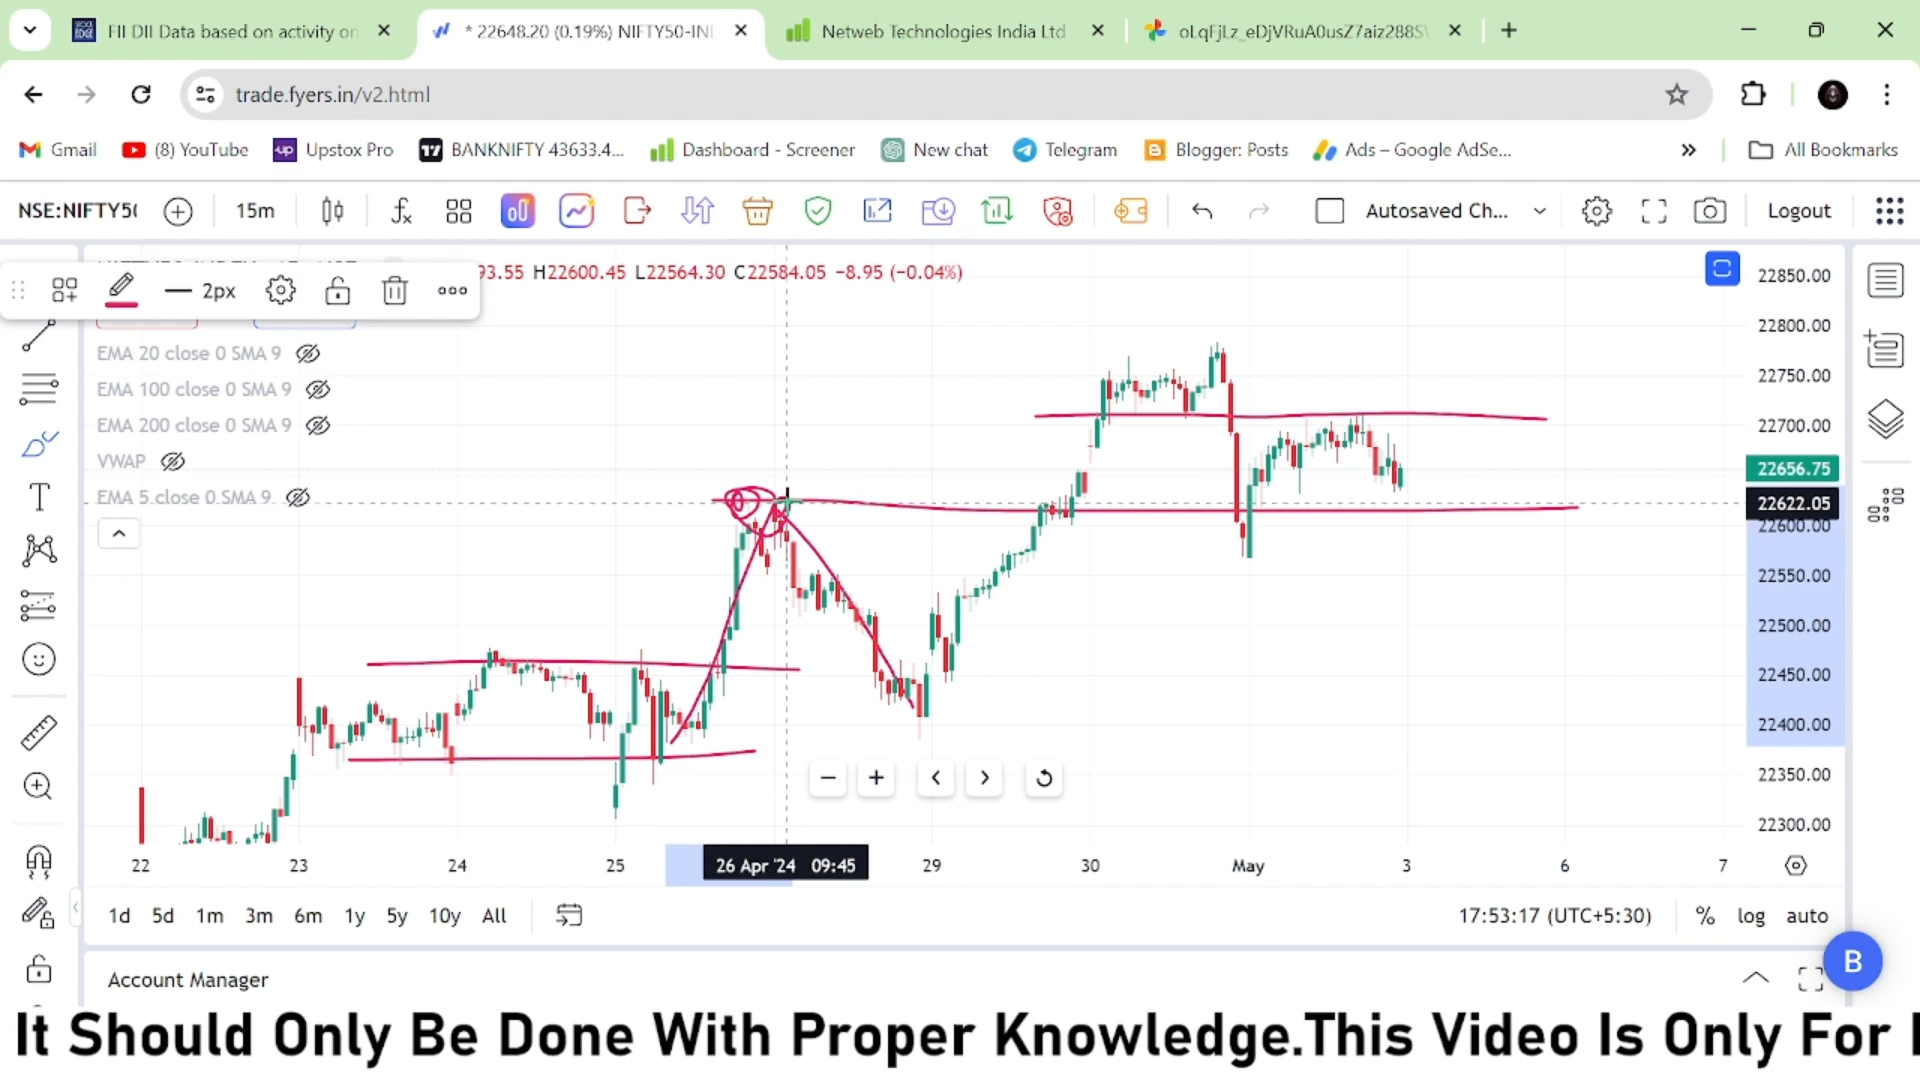 FII DII Data based on activity on
* 22648.20 (0.19%) NIFTY50-IN
Netweb Technologies India Ltd
trade.fyers.in/v2.html
Gmail
(8) YouTube
up Upstox Pro
17 BANKNIFTY 43633.4...
Dashboard - Screener
New chat
Telegram
Blogger: Posts
Ads – Google AdSe...
»
All Bookmarks
NSE:NIFTY5
15m
Autosaved Ch...
Logout
2px
93.55 H22600.45 L22564.30 C22584.05 −8.95 (−0.04%)
EMA 20 close 0 SMA 9
EMA 100 close 0 SMA 9
EMA 200 close 0 SMA 9
VWAP
EMA 5 close 0 SMA 9
22850.00
22800.00
22750.00
22700.00
22656.75
22622.05
22600.00
22550.00
22500.00
22450.00
22400.00
22350.00
22300.00
22 23 24 25 26 Apr '24 09:45 29 30 May 3 6 7
1d 5d 1m 3m 6m 1y 5y 10y All
17:53:17 (UTC+5:30) % log auto
B
Account Manager
It Should Only Be Done With Proper Knowledge.This Video Is Only For